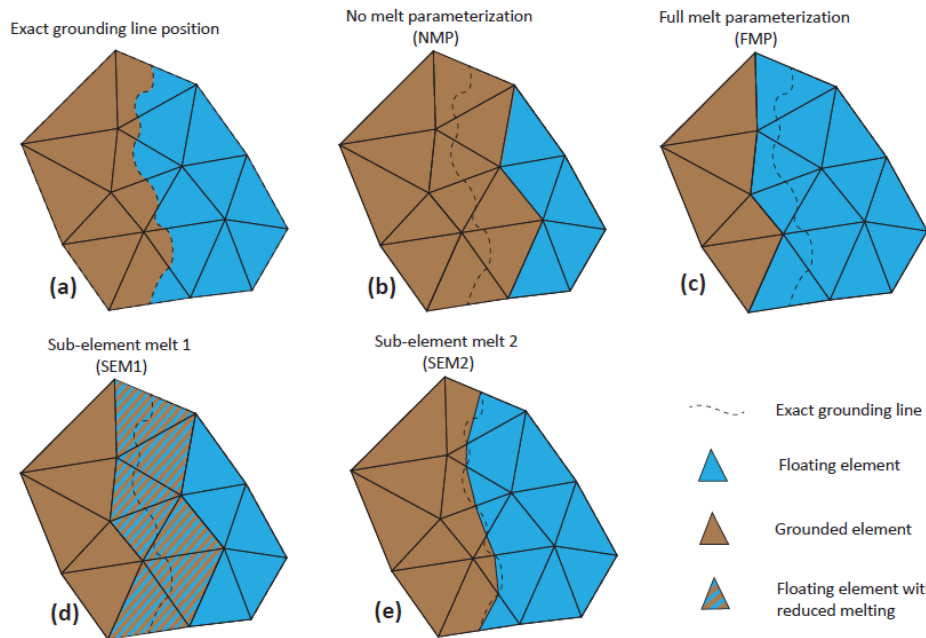 Exact grounding line position
No melt parameterization
(NMP)
Full melt parameterization
(FMP)
(a)
(b)
(c)
Sub-element melt 1
(SEM1)
Sub-element melt 2
(SEM2)
(d)
(e)
Exact grounding line
Floating element
Grounded element
Floating element wit
reduced melting